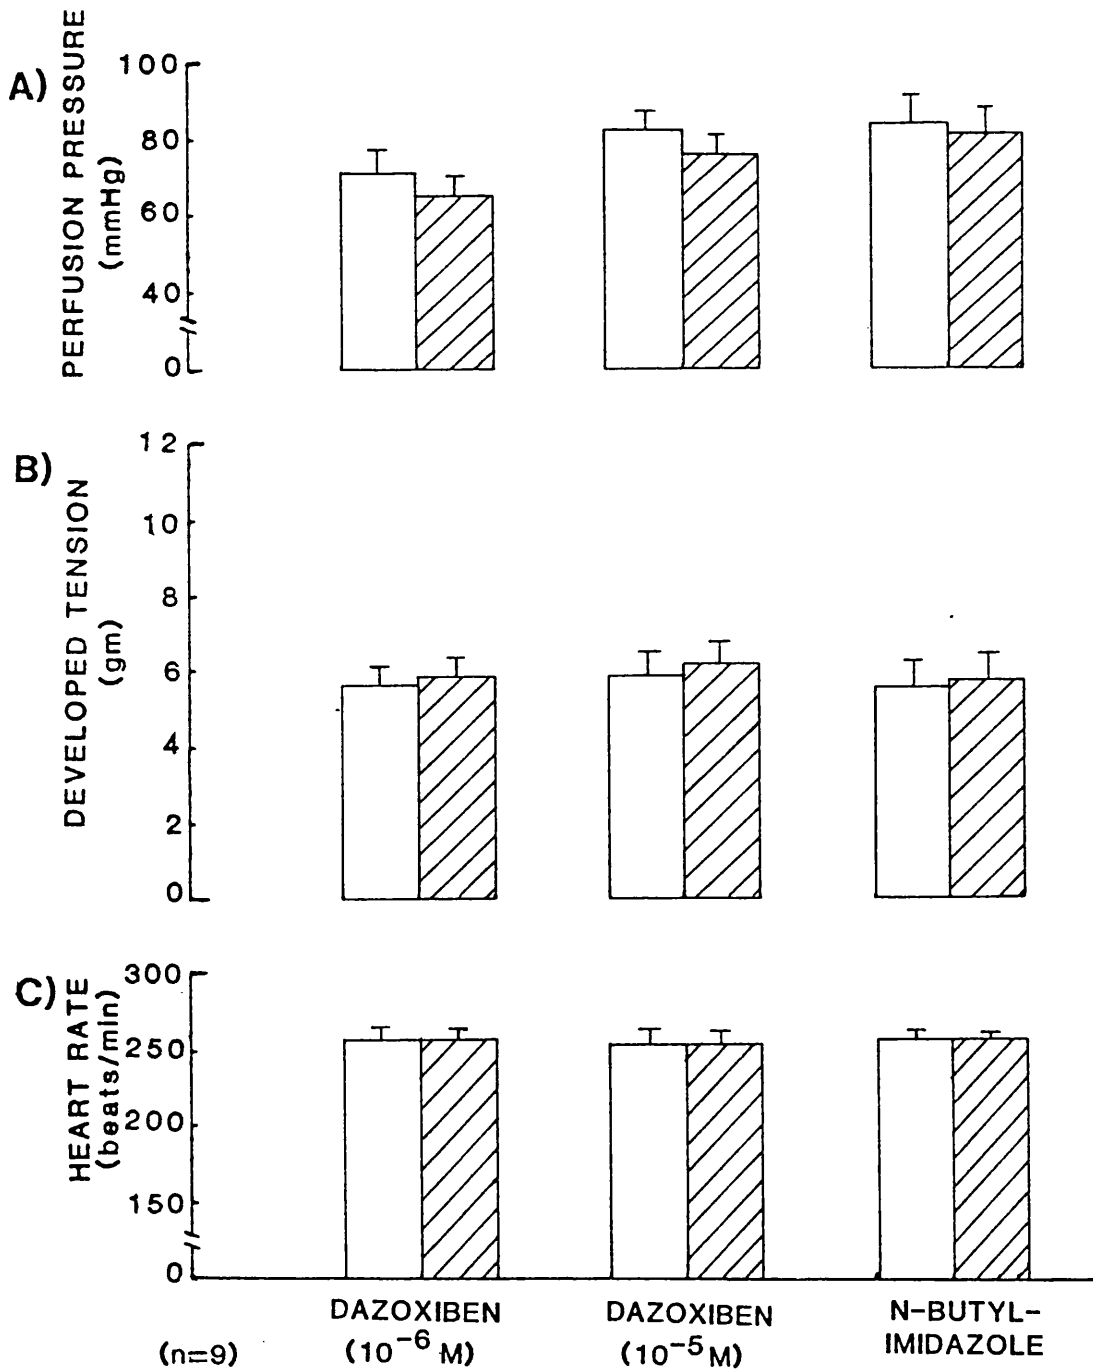 A)
PERFUSION PRESSURE
(mmHg)
100
80
60
40
0
B)
DEVELOPED TENSION
(gm)
12
10
8
6
4
2
0
C)
HEART RATE
(beats/min)
300
250
200
150
0
DAZOXIBEN
(10⁻⁶ M)
DAZOXIBEN
(10⁻⁵ M)
N-BUTYL-
IMIDAZOLE
(n=9)